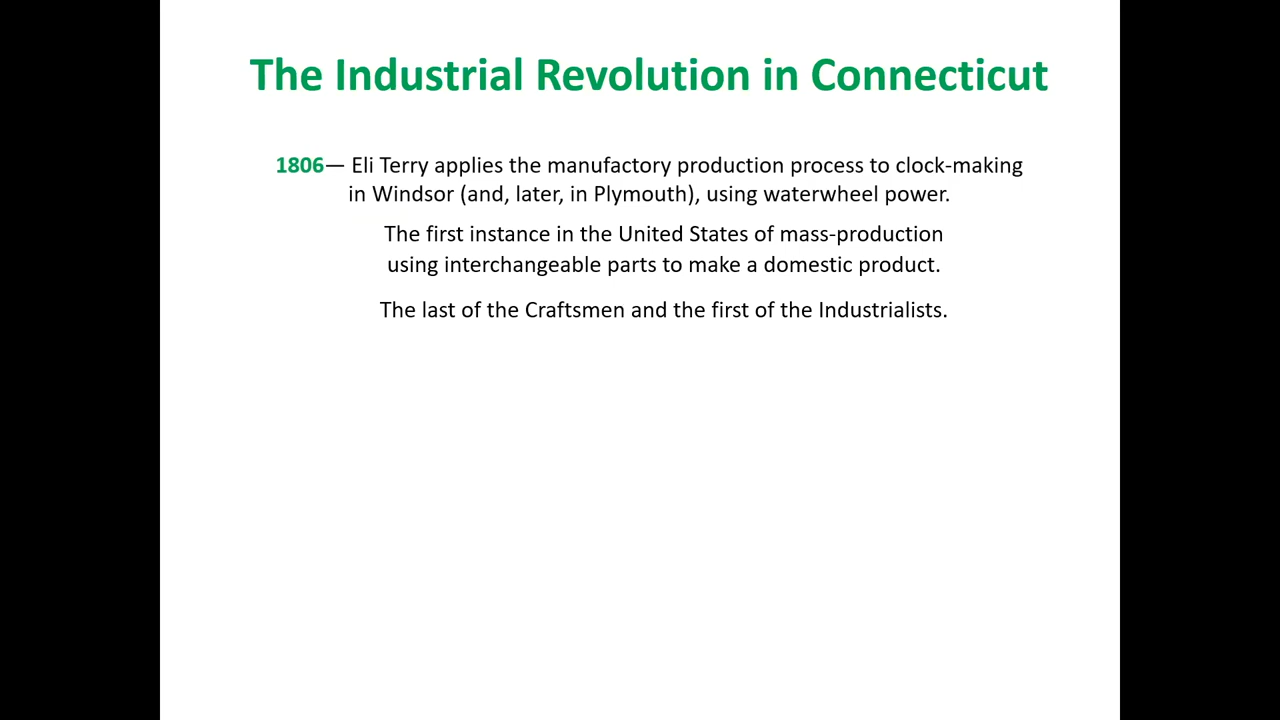 The Industrial Revolution in Connecticut
1806— Eli Terry applies the manufactory production process to clock-making
in Windsor (and, later, in Plymouth), using waterwheel power.
The first instance in the United States of mass-production
using interchangeable parts to make a domestic product.
The last of the Craftsmen and the first of the Industrialists.